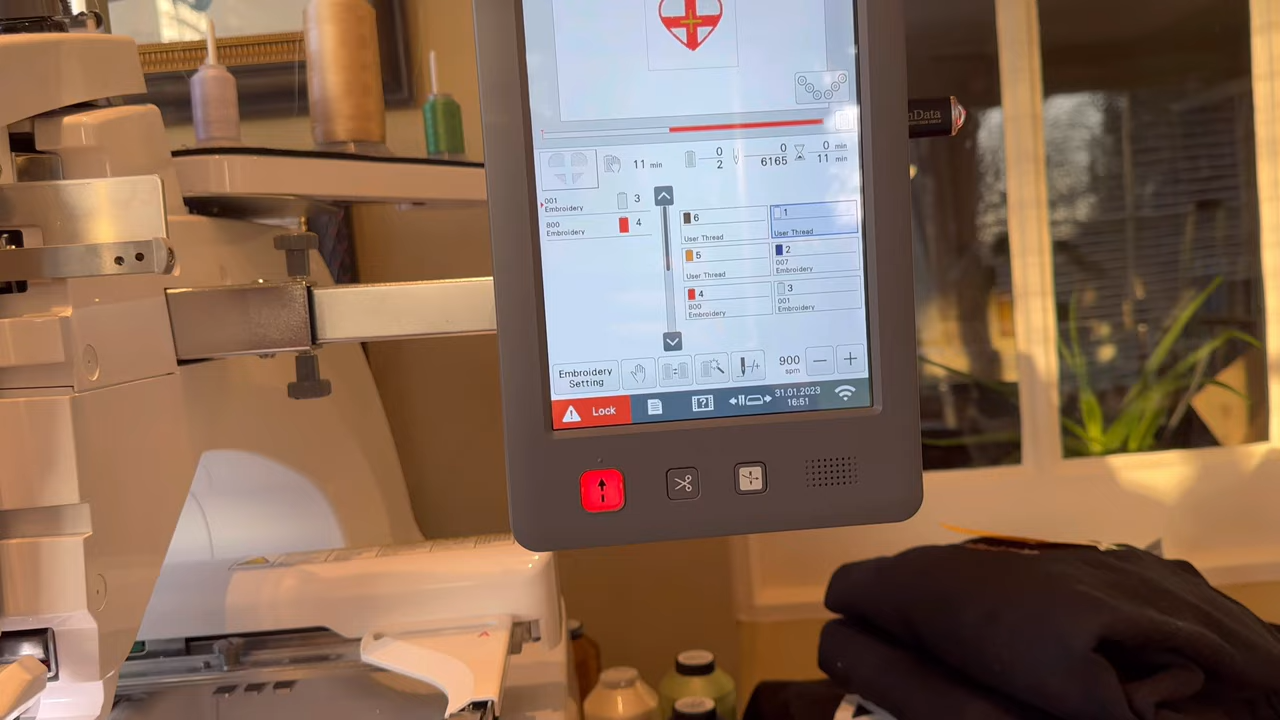 nData
11 min
0
2
0
6165
0 min
11 min
001
Embroidery
3
800
Embroidery
4
6
User Thread
1
User Thread
5
User Thread
2
007
Embroidery
4
800
Embroidery
3
001
Embroidery
Embroidery
Setting
900
spm
Lock
31.01.2023
16:51